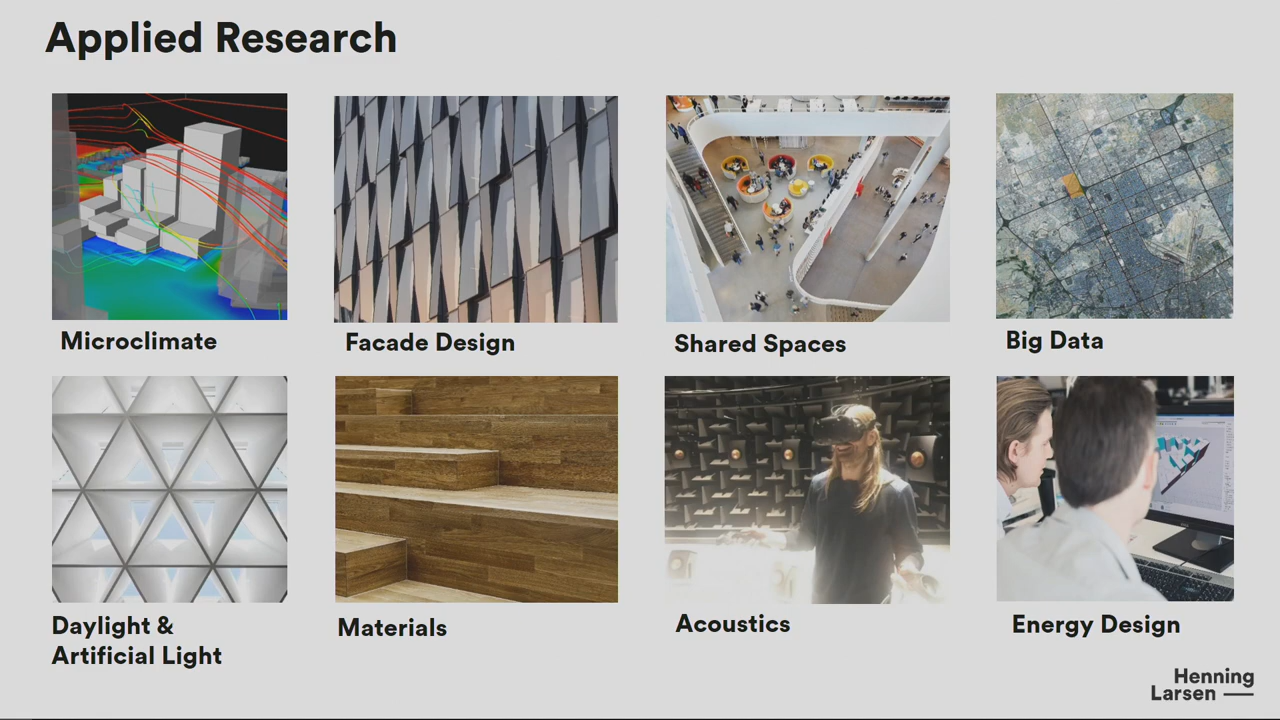 Applied Research
Microclimate
Facade Design
Shared Spaces
Big Data
Daylight &
Artificial Light
Materials
Acoustics
Energy Design
Henning
Larsen